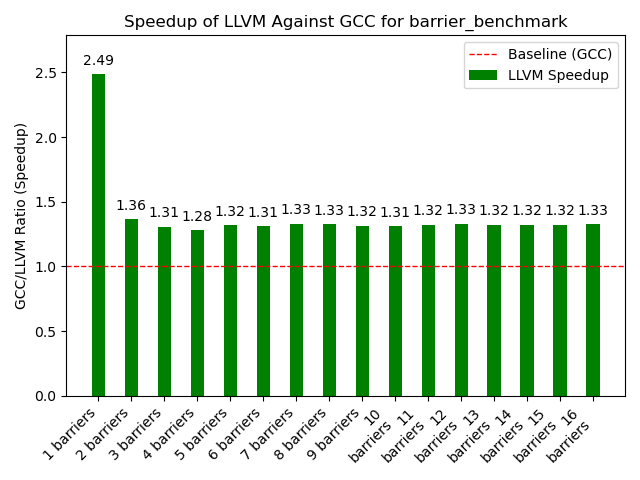 Speedup of LLVM Against GCC for barrier_benchmark
Baseline (GCC)
LLVM Speedup
GCC/LLVM Ratio (Speedup)
2.5
2.0
1.5
1.0
0.5
0.0
2.49
1.36
1.31
1.28
1.32
1.31
1.33
1.33
1.32
1.31
1.32
1.33
1.32
1.32
1.32
1.33
1 barriers
2 barriers
3 barriers
4 barriers
5 barriers
6 barriers
7 barriers
8 barriers
9 barriers
10
barriers
11
barriers
12
barriers
13
barriers
14
barriers
15
barriers
16
barriers